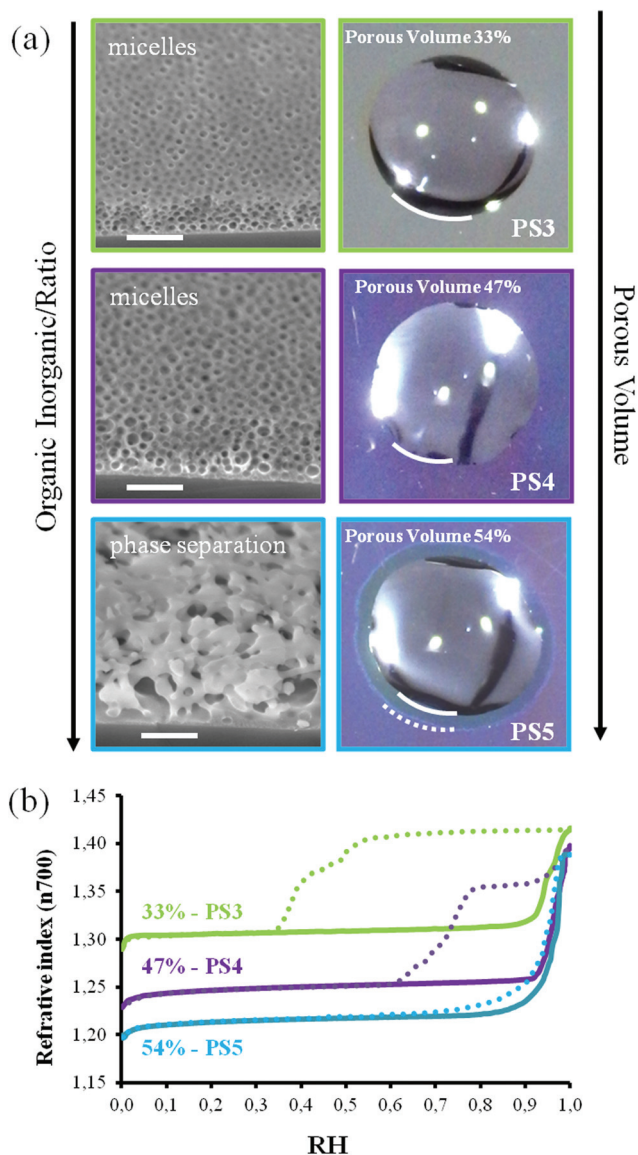 (a)
micelles
Porous Volume 33%
PS3
micelles
Porous Volume 47%
PS4
phase separation
Porous Volume 54%
PS5
Organic Inorganic/Ratio
Porous Volume
(b)
Refrative index (n700)
1,45
1,40
1,35
1,30
1,25
1,20
1,15
33% - PS3
47% - PS4
54% - PS5
0,0 0,1 0,2 0,3 0,4 0,5 0,6 0,7 0,8 0,9 1,0
RH